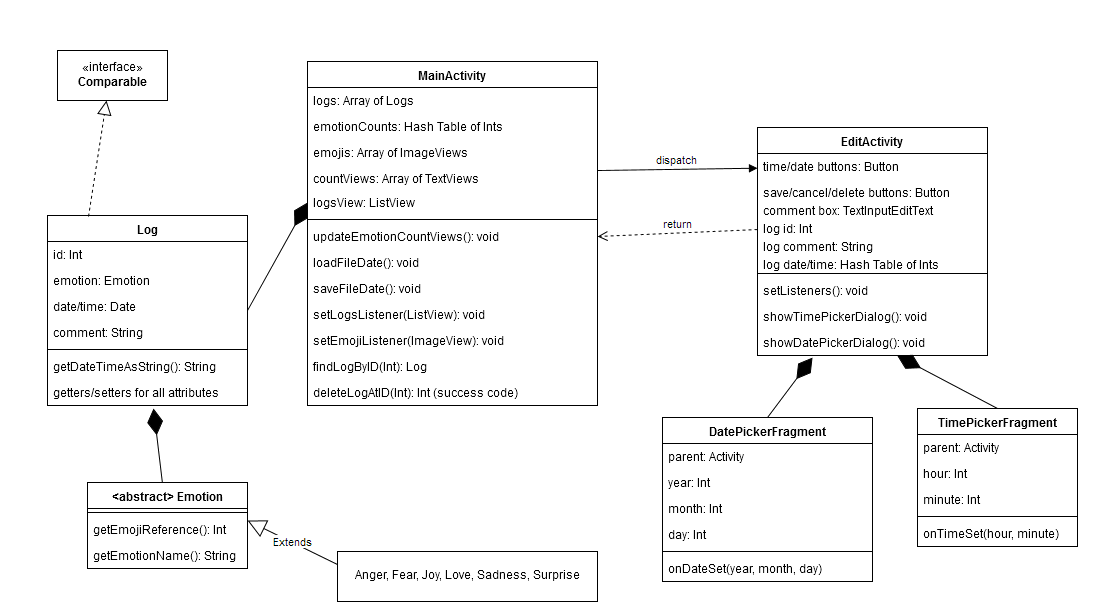 «interface»
Comparable
Log
id: Int
emotion: Emotion
date/time: Date
comment: String
getDateTimeAsString(): String
getters/setters for all attributes
<abstract> Emotion
getEmojiReference(): Int
getEmotionName(): String
Extends
Anger, Fear, Joy, Love, Sadness, Surprise
MainActivity
logs: Array of Logs
emotionCounts: Hash Table of Ints
emojis: Array of ImageViews
countViews: Array of TextViews
logsView: ListView
updateEmotionCountViews(): void
loadFileDate(): void
saveFileDate(): void
setLogsListener(ListView): void
setEmojiListener(ImageView): void
findLogByID(Int): Log
deleteLogAtID(Int): Int (success code)
dispatch
return
EditActivity
time/date buttons: Button
save/cancel/delete buttons: Button
comment box: TextInputEditText
log id: Int
log comment: String
log date/time: Hash Table of Ints
setListeners(): void
showTimePickerDialog(): void
showDatePickerDialog(): void
DatePickerFragment
parent: Activity
year: Int
month: Int
day: Int
onDateSet(year, month, day)
TimePickerFragment
parent: Activity
hour: Int
minute: Int
onTimeSet(hour, minute)